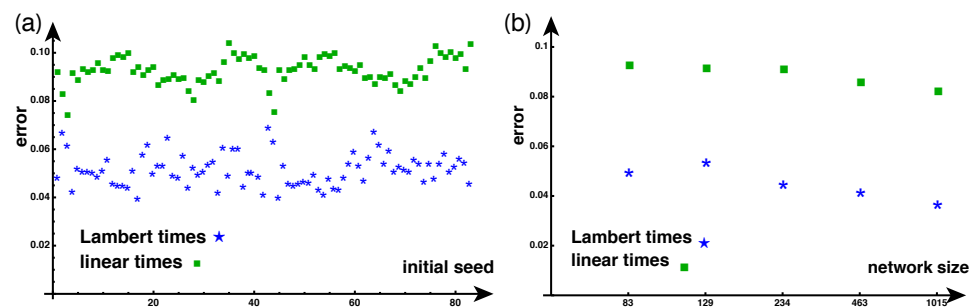 (a)
0.10
0.08
0.06
0.04
0.02
error
Lambert times
linear times
initial seed
20
40
60
80
(b)
0.1
0.08
0.06
0.04
0.02
error
Lambert times
linear times
network size
83
129
234
463
1015